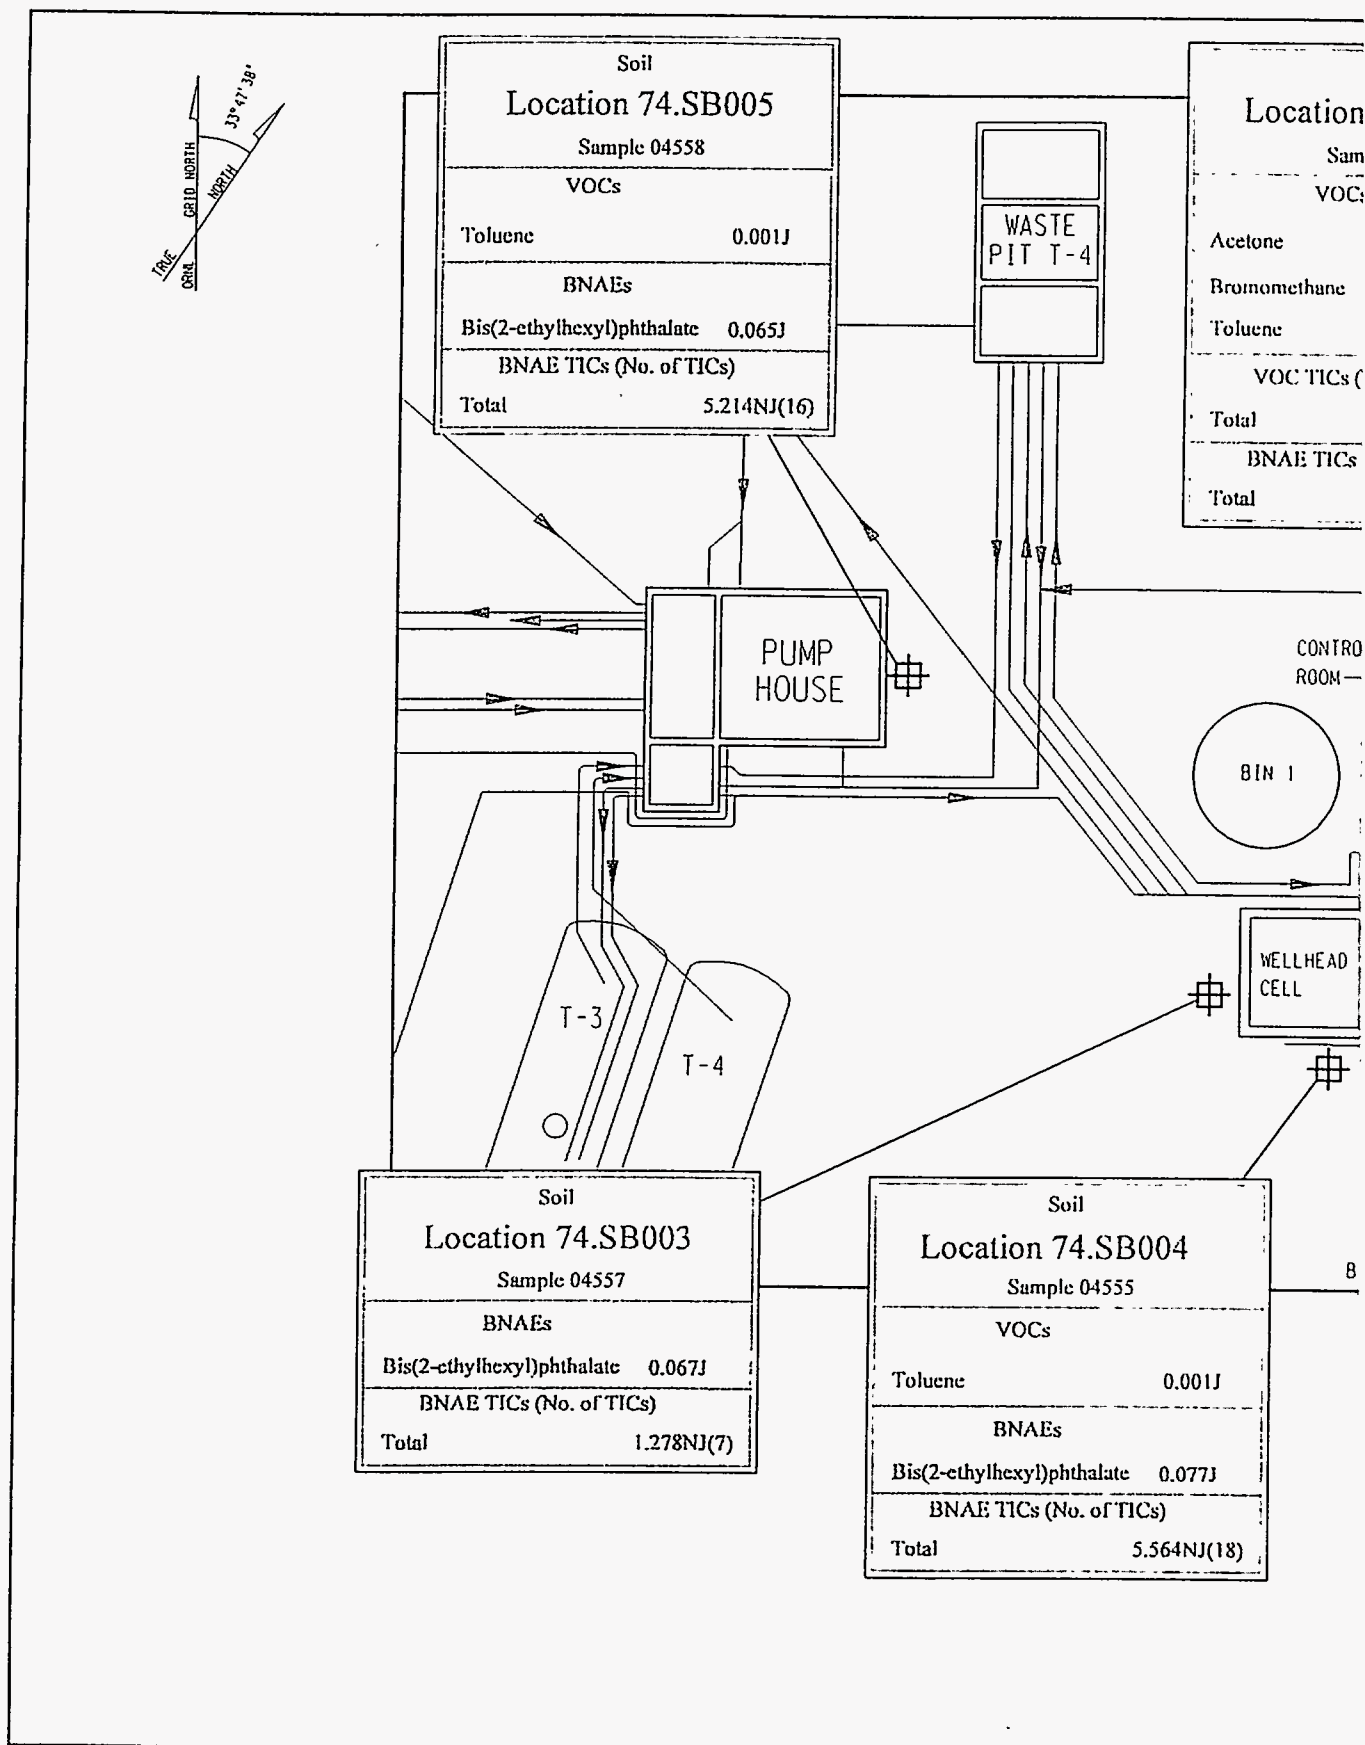 33°47'38"
GRID NORTH
NORTH
TRUE
ORNL
Soil
Location 74.SB005
Sample 04558
VOCs
Toluene 0.001J
BNAEs
Bis(2-ethylhexyl)phthalate 0.065J
BNAE TICs (No. of TICs)
Total 5.214NJ(16)
WASTE
PIT T-4
Location
Sam
VOCs
Acetone
Bromomethane
Toluene
VOC TICs (
Total
BNAE TICs
Total
PUMP
HOUSE
CONTRO
ROOM
BIN 1
WELLHEAD
CELL
T-3
T-4
Soil
Location 74.SB003
Sample 04557
BNAEs
Bis(2-ethylhexyl)phthalate 0.067J
BNAE TICs (No. of TICs)
Total 1.278NJ(7)
Soil
Location 74.SB004
Sample 04555
VOCs
Toluene 0.001J
BNAEs
Bis(2-ethylhexyl)phthalate 0.077J
BNAE TICs (No. of TICs)
Total 5.564NJ(18)
B